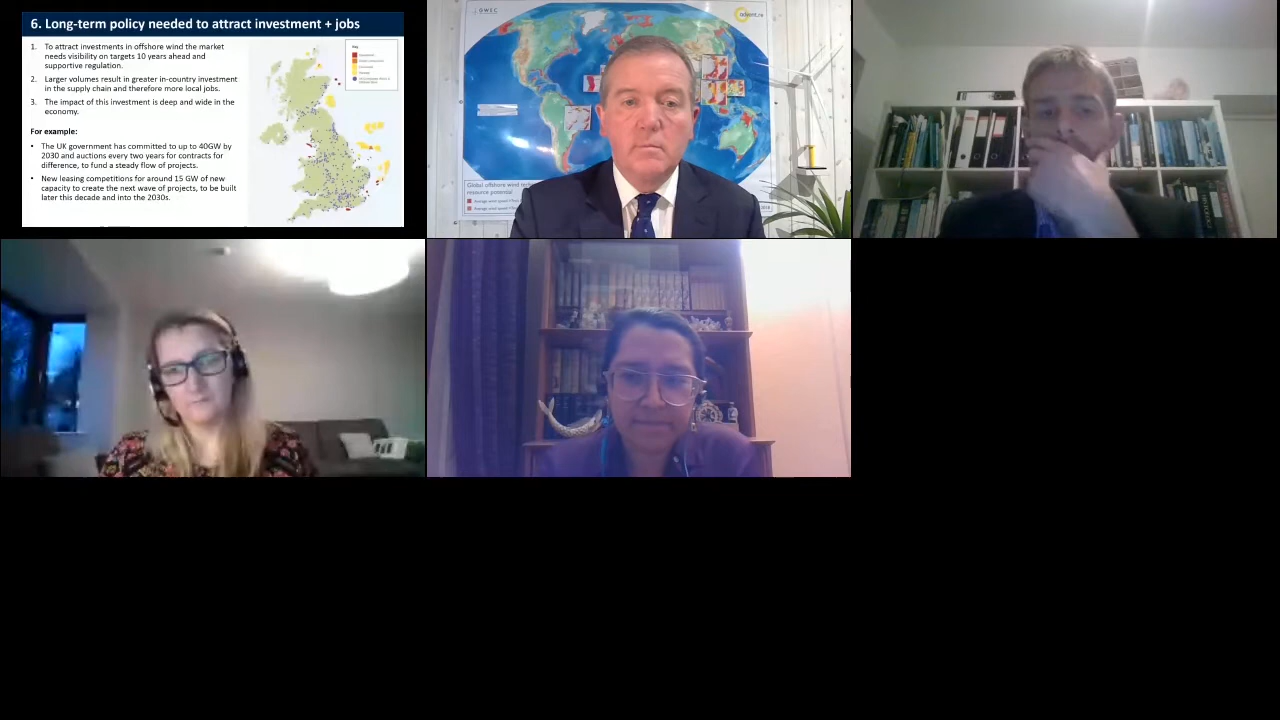 6. Long-term policy needed to attract investment + jobs
1. To attract investments in offshore wind the market
needs visibility on targets 10 years ahead and
supportive regulation.
2. Larger volumes result in greater in-country investment
in the supply chain and therefore more local jobs.
3. The impact of this investment is deep and wide in the
economy.
For example:
• The UK government has committed to up to 40GW by
2030 and auctions every two years for contracts for
difference, to fund a steady flow of projects.
• New leasing competitions for around 15 GW of new
capacity to create the next wave of projects, to be built
later this decade and into the 2030s.
Key
GWEC
Global offshore wind
resource potential